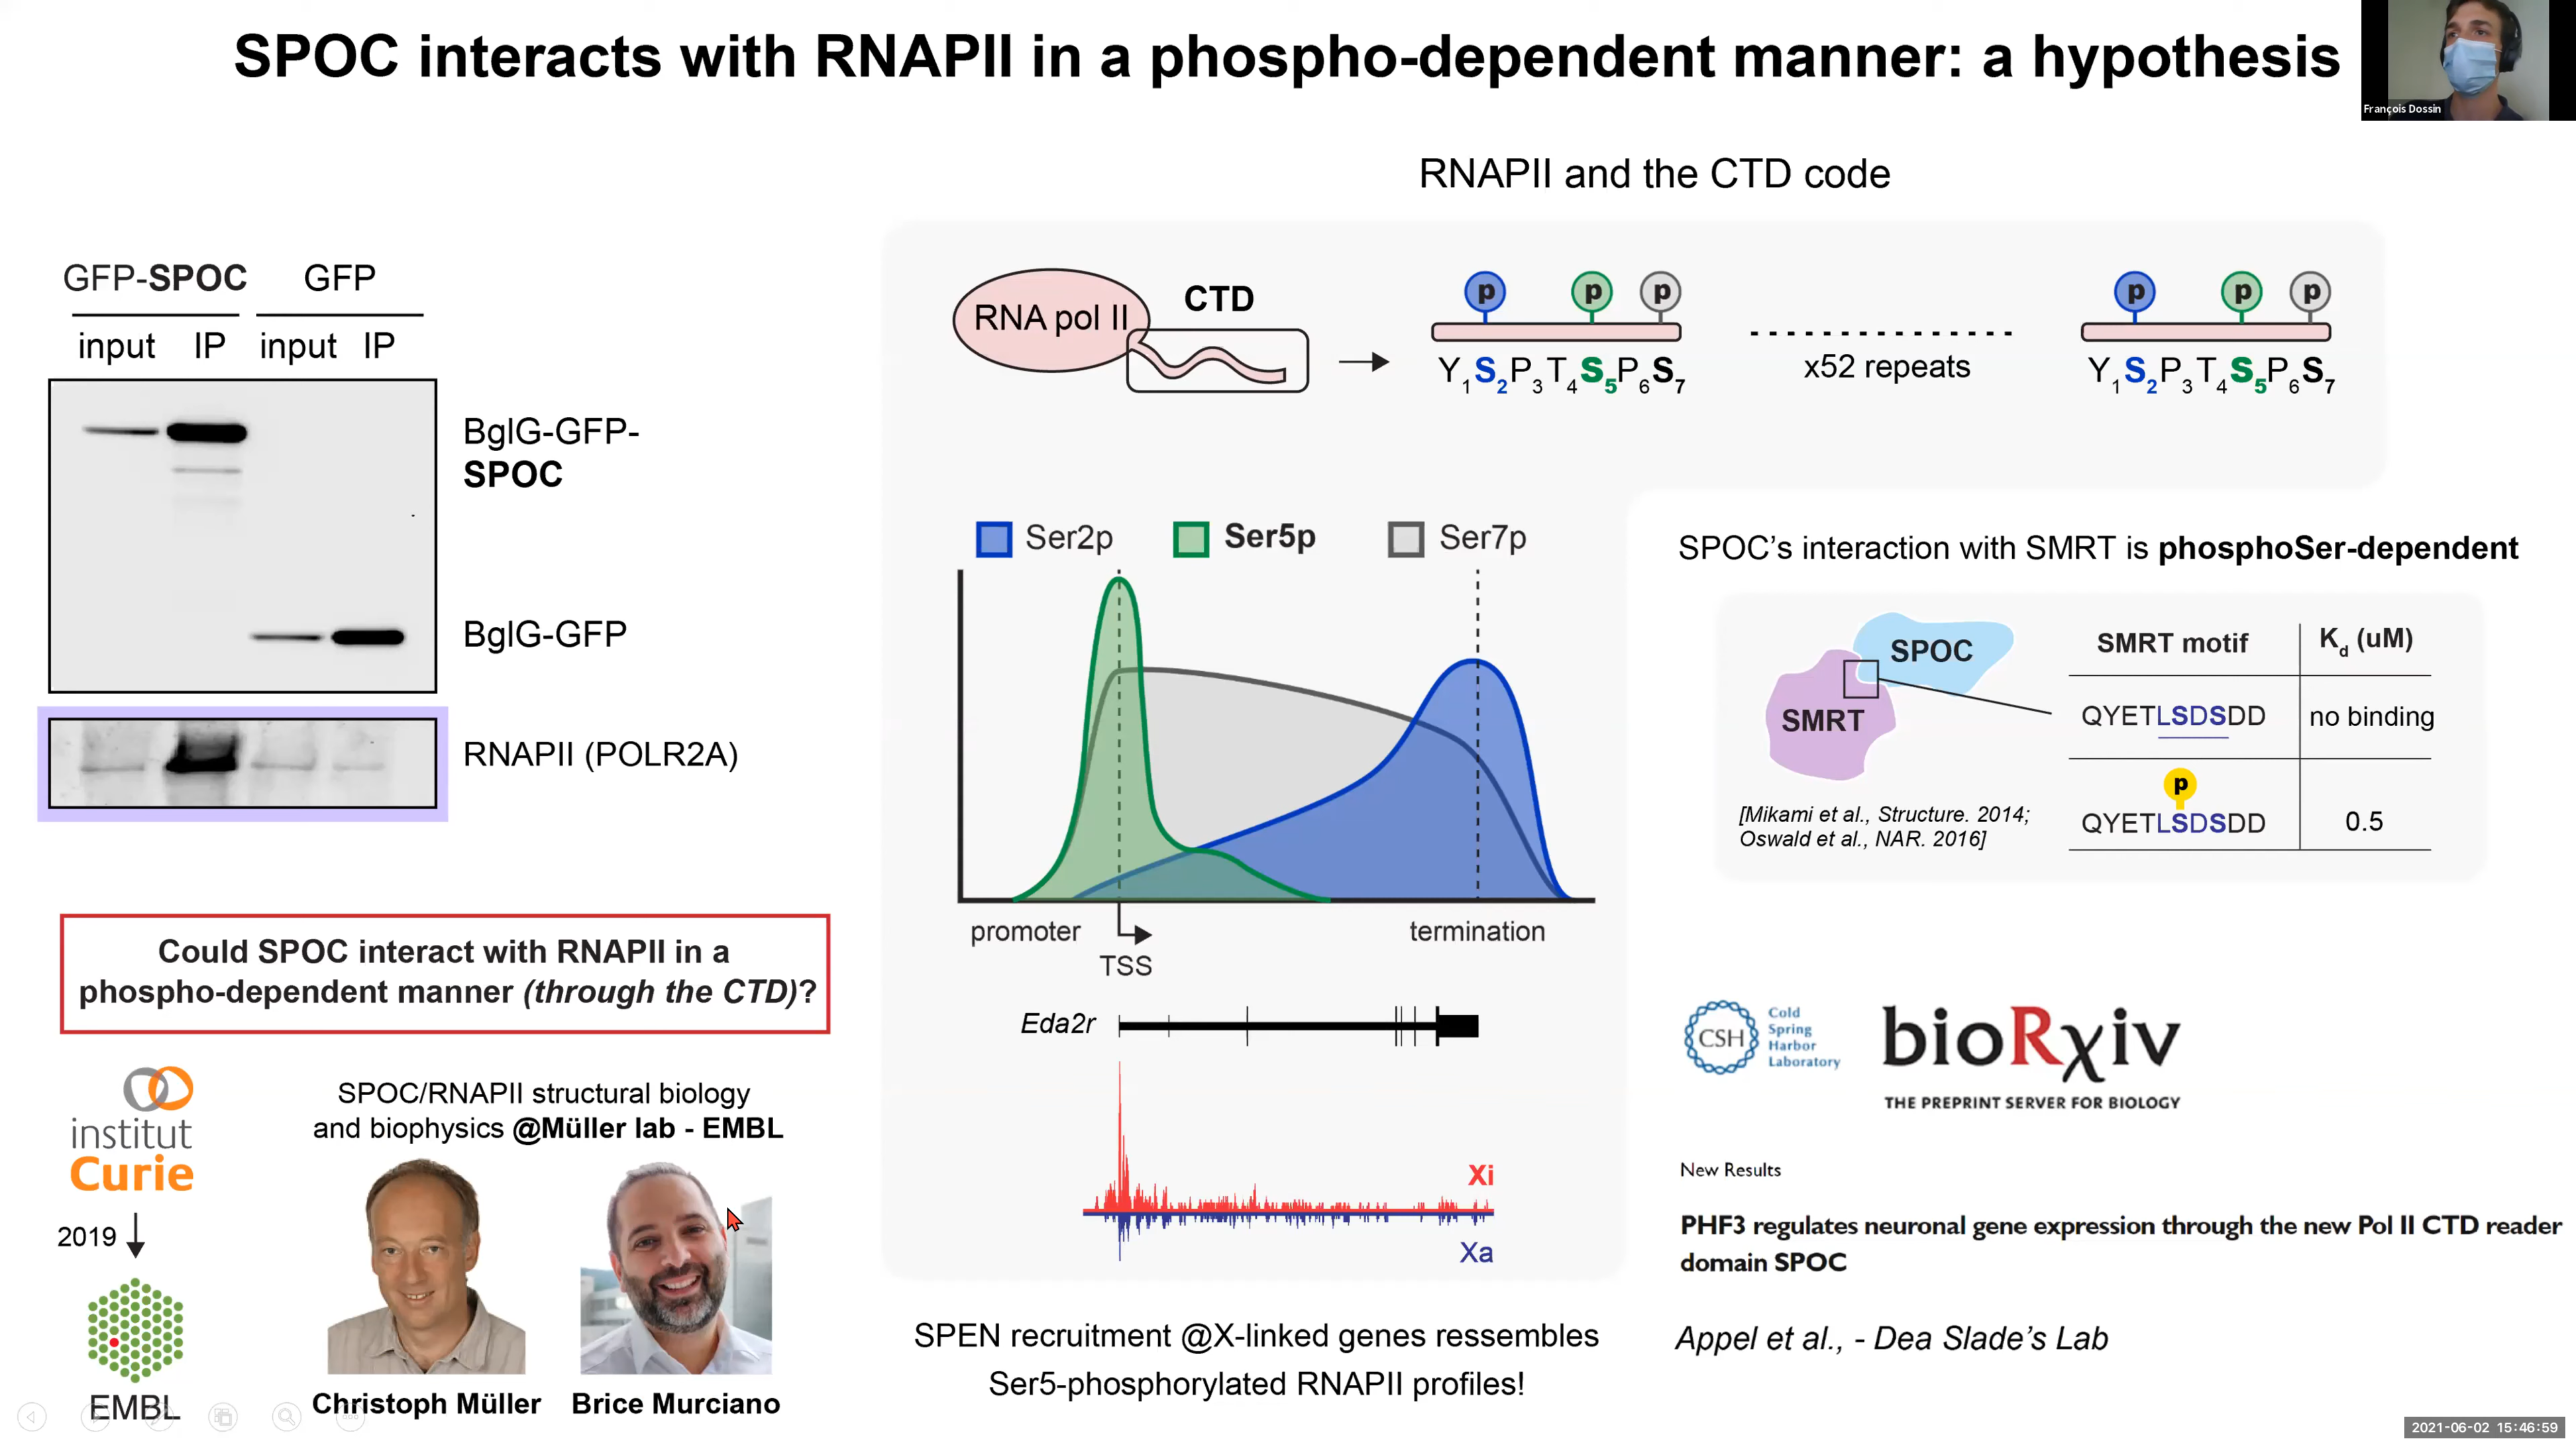 SPOC interacts with RNAPII in a phospho-dependent manner: a hypothesis
François Dossin
RNAPII and the CTD code
GFP-SPOC GFP
input IP input IP
BglG-GFP-
SPOC
BglG-GFP
RNAPII (POLR2A)
Could SPOC interact with RNAPII in a
phospho-dependent manner (through the CTD)?
institut
Curie
2019
EMBL
SPOC/RNAPII structural biology
and biophysics @Müller lab - EMBL
Christoph Müller
Brice Murciano
RNA pol II
CTD
p p p
Y1S2P3T4S5P6S7
x52 repeats
p p p
Y1S2P3T4S5P6S7
Ser2p Ser5p Ser7p
promoter
TSS
termination
Eda2r
Xi
Xa
SPEN recruitment @X-linked genes ressembles
Ser5-phosphorylated RNAPII profiles!
SPOC's interaction with SMRT is phosphoSer-dependent
SPOC
SMRT
SMRT motif Kd (uM)
QYETLSDSDD no binding
p
QYETLSDSDD 0.5
[Mikami et al., Structure. 2014;
Oswald et al., NAR. 2016]
CSH
Cold
Spring
Harbor
Laboratory
bioRχiv
THE PREPRINT SERVER FOR BIOLOGY
New Results
PHF3 regulates neuronal gene expression through the new Pol II CTD reader
domain SPOC
Appel et al., - Dea Slade's Lab
2021-06-02 15:46:59